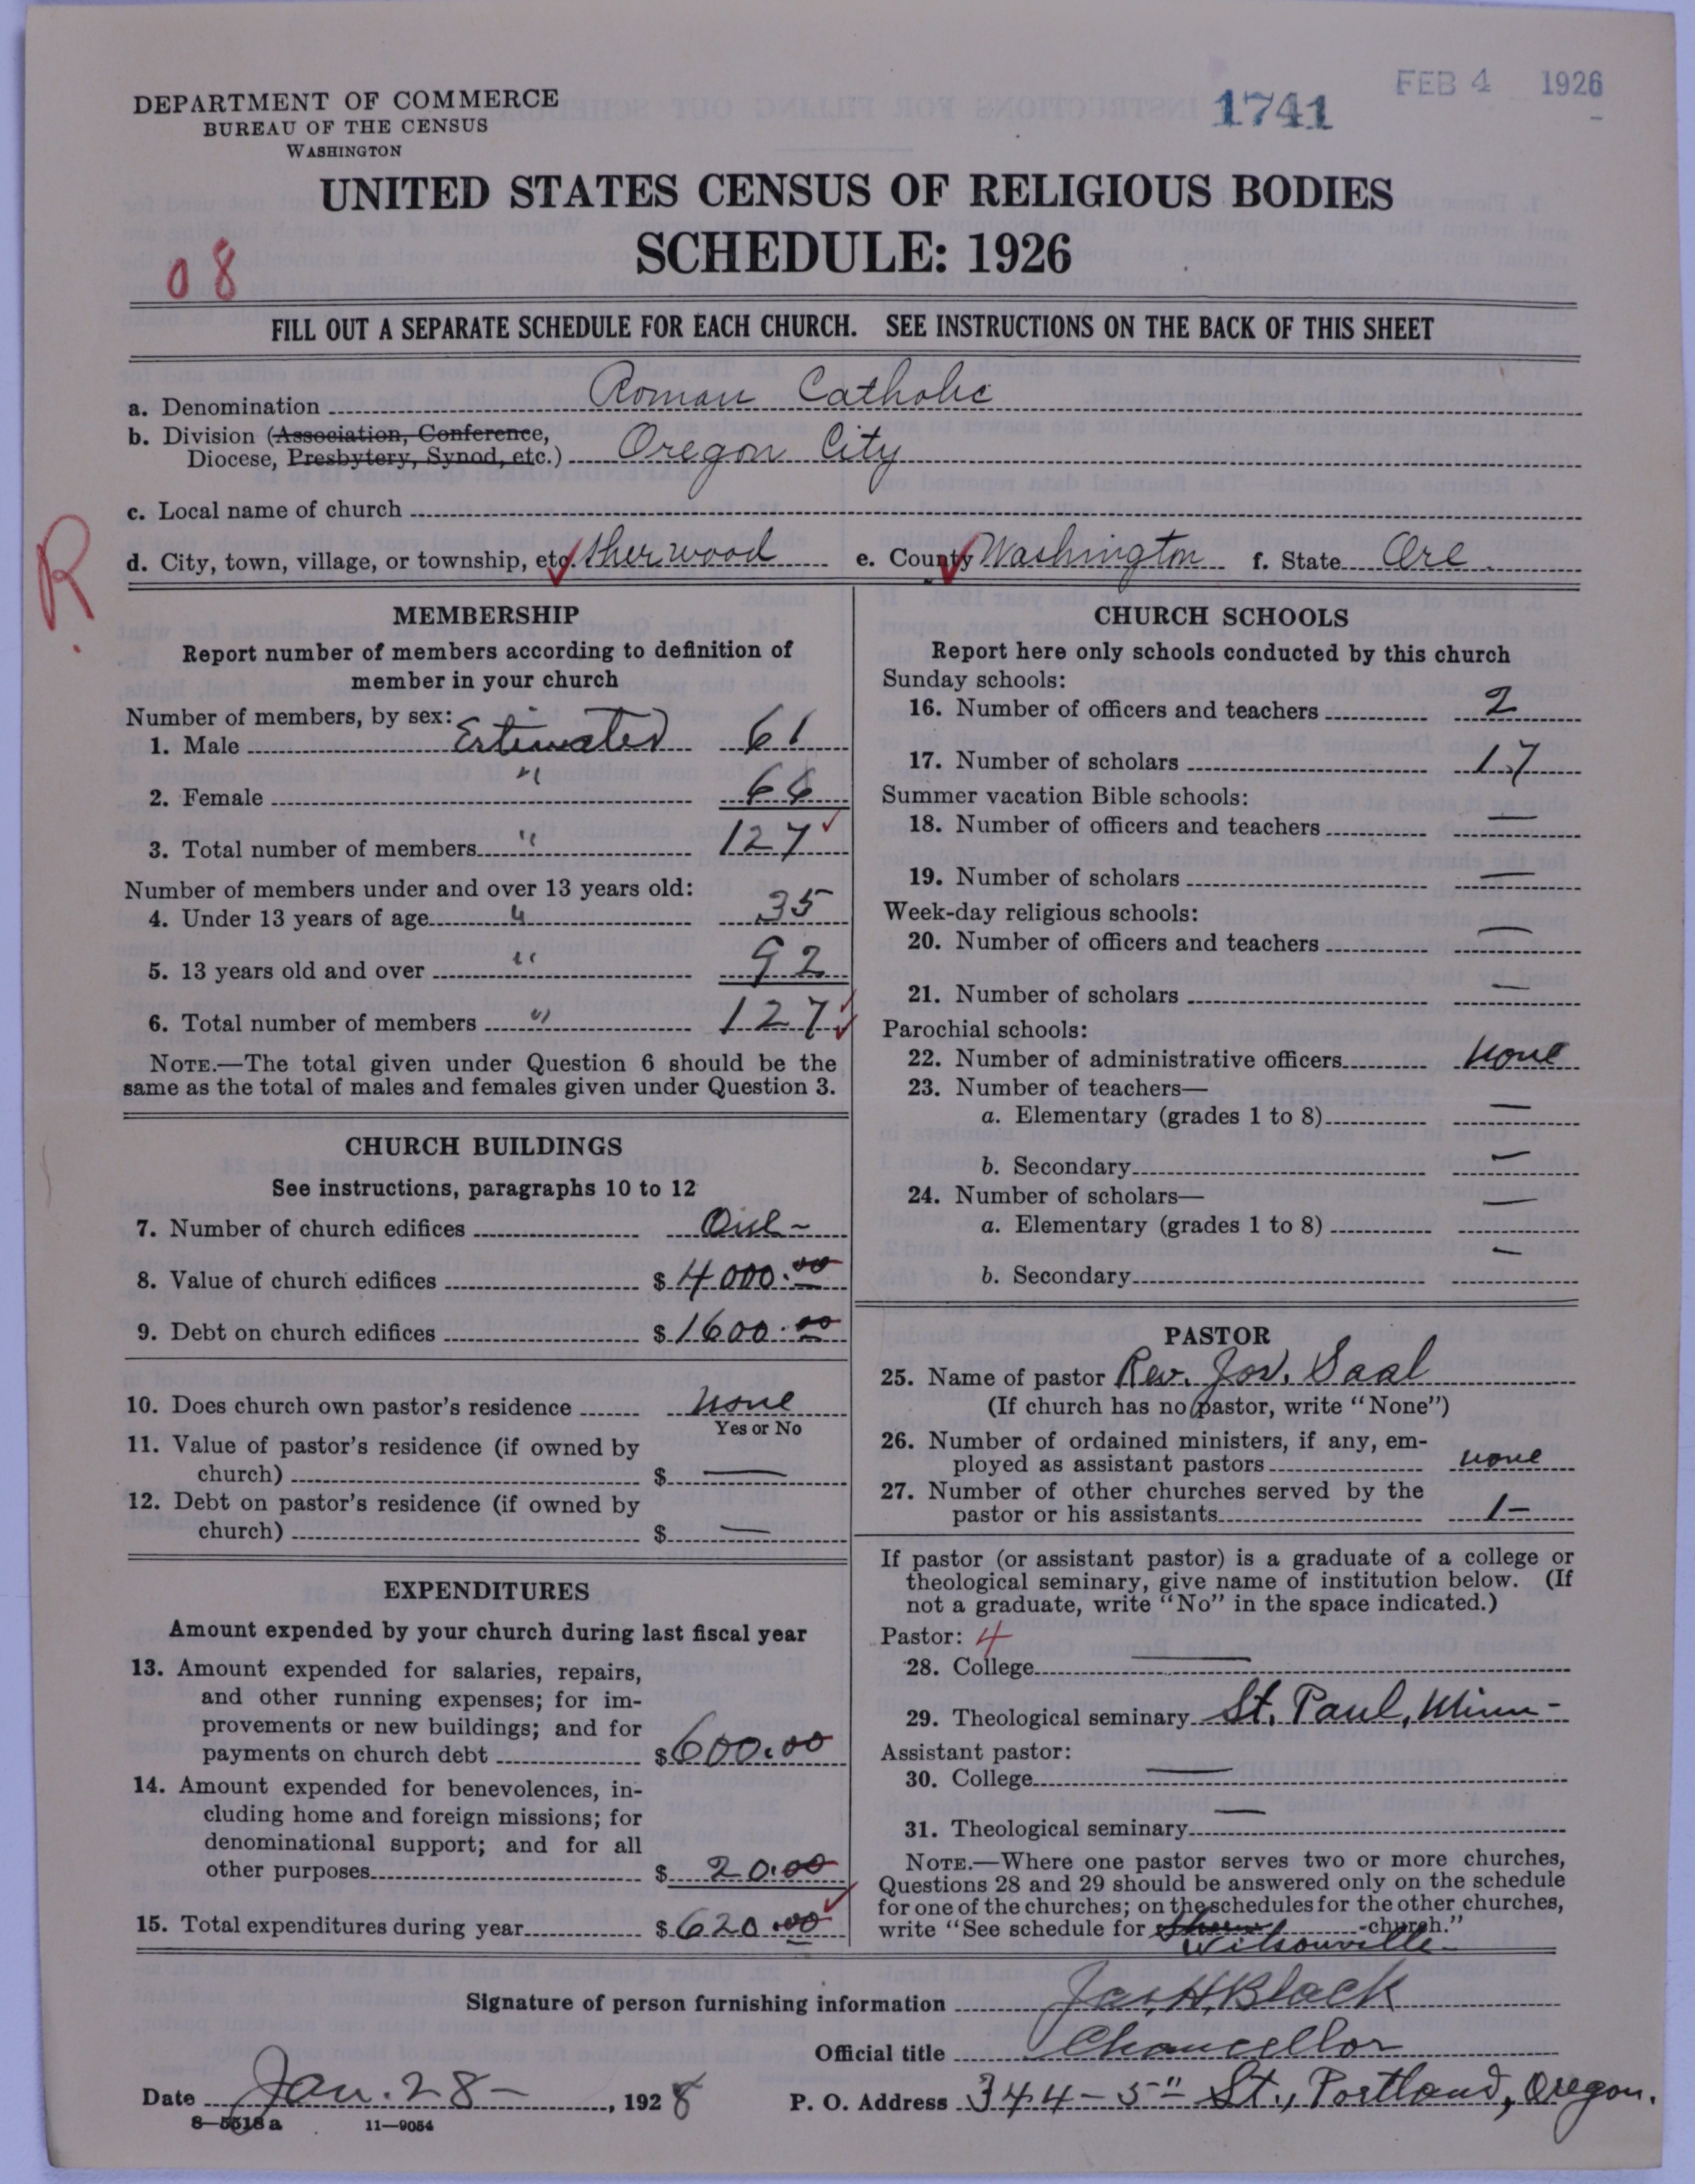 DEPARTMENT OF COMMERCE
BUREAU OF THE CENSUS
WASHINGTON
1741
FEB 4 1926
UNITED STATES CENSUS OF RELIGIOUS BODIES
SCHEDULE: 1926
08
FILL OUT A SEPARATE SCHEDULE FOR EACH CHURCH. SEE INSTRUCTIONS ON THE BACK OF THIS SHEET
a. Denomination Roman Catholic
b. Division (Association, Conference,
Diocese, Presbytery, Synod, etc.) Oregon City
c. Local name of church
R.
d. City, town, village, or township, etc. Sherwood e. County Washington f. State Ore.
MEMBERSHIP
Report number of members according to definition of
member in your church
Number of members, by sex:
1. Male Estimated 61
2. Female " 66
3. Total number of members " 127
Number of members under and over 13 years old:
4. Under 13 years of age " 35
5. 13 years old and over " 92
6. Total number of members " 127
NOTE.—The total given under Question 6 should be the
same as the total of males and females given under Question 3.
CHURCH BUILDINGS
See instructions, paragraphs 10 to 12
7. Number of church edifices One –
8. Value of church edifices $ 4000.00
9. Debt on church edifices $ 1600.00
10. Does church own pastor's residence none
Yes or No
11. Value of pastor's residence (if owned by
church) $ —
12. Debt on pastor's residence (if owned by
church) $ —
EXPENDITURES
Amount expended by your church during last fiscal year
13. Amount expended for salaries, repairs,
and other running expenses; for im-
provements or new buildings; and for
payments on church debt $ 600.00
14. Amount expended for benevolences, in-
cluding home and foreign missions; for
denominational support; and for all
other purposes $ 20.00
15. Total expenditures during year $ 620.00
CHURCH SCHOOLS
Report here only schools conducted by this church
Sunday schools:
16. Number of officers and teachers 2
17. Number of scholars 17
Summer vacation Bible schools:
18. Number of officers and teachers —
19. Number of scholars —
Week-day religious schools:
20. Number of officers and teachers —
21. Number of scholars —
Parochial schools:
22. Number of administrative officers none
23. Number of teachers—
a. Elementary (grades 1 to 8) —
b. Secondary —
24. Number of scholars—
a. Elementary (grades 1 to 8) —
b. Secondary —
PASTOR
25. Name of pastor Rev. Jos. Saal
(If church has no pastor, write "None")
26. Number of ordained ministers, if any, em-
ployed as assistant pastors none
27. Number of other churches served by the
pastor or his assistants 1–
If pastor (or assistant pastor) is a graduate of a college or
theological seminary, give name of institution below. (If
not a graduate, write "No" in the space indicated.)
Pastor: 4
28. College —
29. Theological seminary St. Paul, Minn –
Assistant pastor:
30. College —
31. Theological seminary —
NOTE.—Where one pastor serves two or more churches,
Questions 28 and 29 should be answered only on the schedule
for one of the churches; on the schedules for the other churches,
write "See schedule for -church."
Wilsonville
Signature of person furnishing information Jas. H. Black
Official title Chancellor
Date Jan. 28 – , 1928 P. O. Address 344 – 5" St., Portland, Oregon.
8—5518 a 11—9054